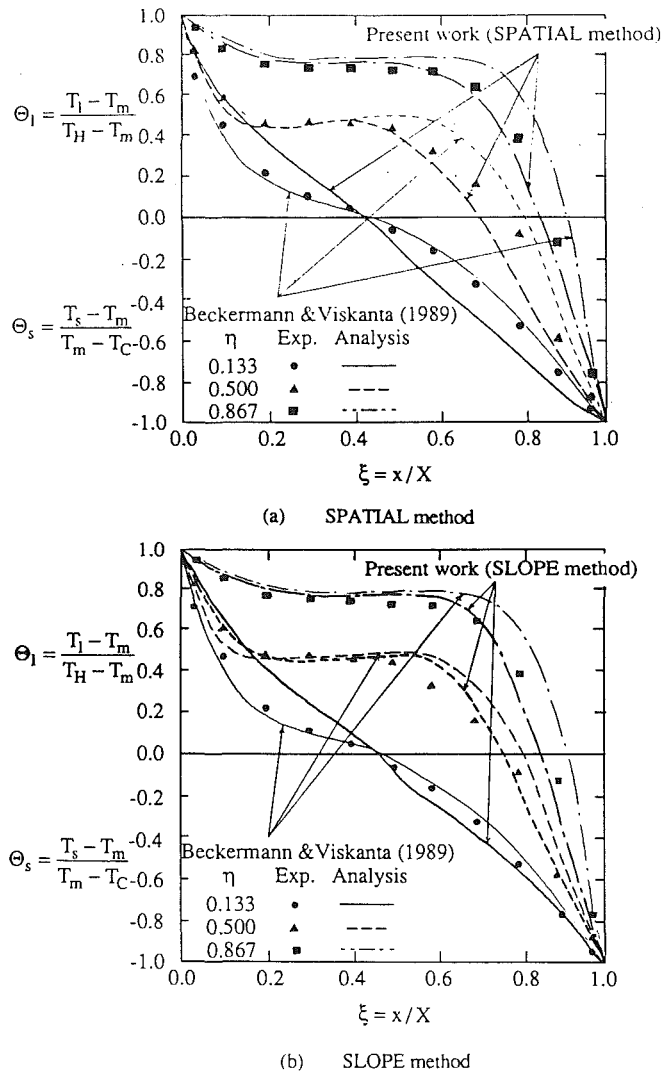 1.0
0.8
Present work (SPATIAL method)
0.6
Θl = Tl − Tm / TH − Tm
0.4
0.2
0.0
-0.2
-0.4
Θs = Ts − Tm / Tm − TC
Beckermann & Viskanta (1989)
-0.6
η Exp. Analysis
0.133
-0.8
0.500
0.867
-1.0
0.0 0.2 0.4 0.6 0.8 1.0
ξ = x/X
(a) SPATIAL method
1.0
0.8
Present work (SLOPE method)
0.6
Θl = Tl − Tm / TH − Tm
0.4
0.2
0.0
-0.2
-0.4
Θs = Ts − Tm / Tm − TC
Beckermann & Viskanta (1989)
-0.6
η Exp. Analysis
0.133
-0.8
0.500
0.867
-1.0
0.0 0.2 0.4 0.6 0.8 1.0
ξ = x/X
(b) SLOPE method